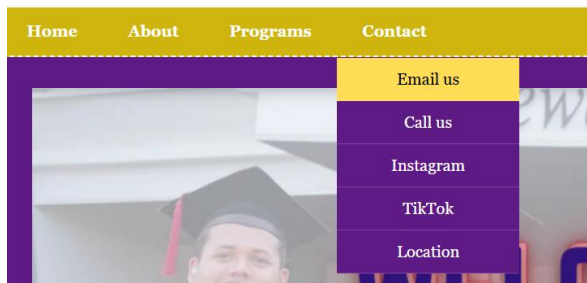 Home About Programs Contact
Email us
Call us
Instagram
TikTok
Location